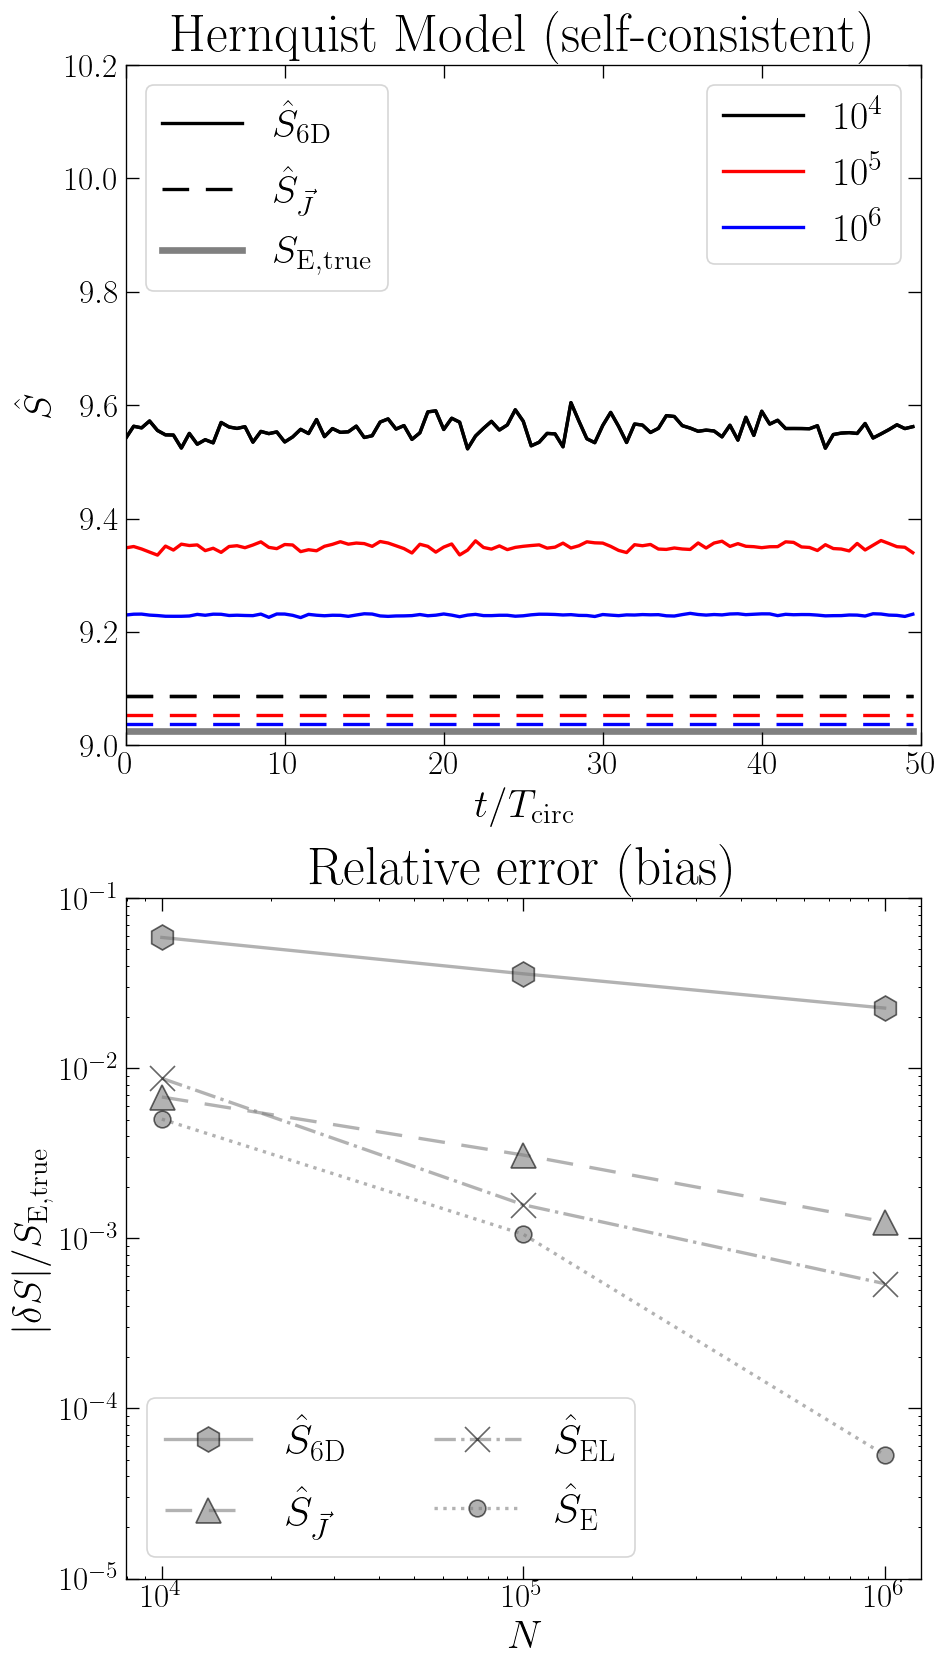 Hernquist Model (self-consistent)
10.2
10.0
9.8
9.6
9.4
9.2
9.0
Ŝ
Ŝ_6D
Ŝ_J⃗
S_E,true
10^4
10^5
10^6
0 10 20 30 40 50
t/T_circ
Relative error (bias)
10^−1
10^−2
10^−3
10^−4
10^−5
|δS|/S_E,true
Ŝ_6D Ŝ_EL
Ŝ_J⃗ Ŝ_E
10^4 10^5 10^6
N